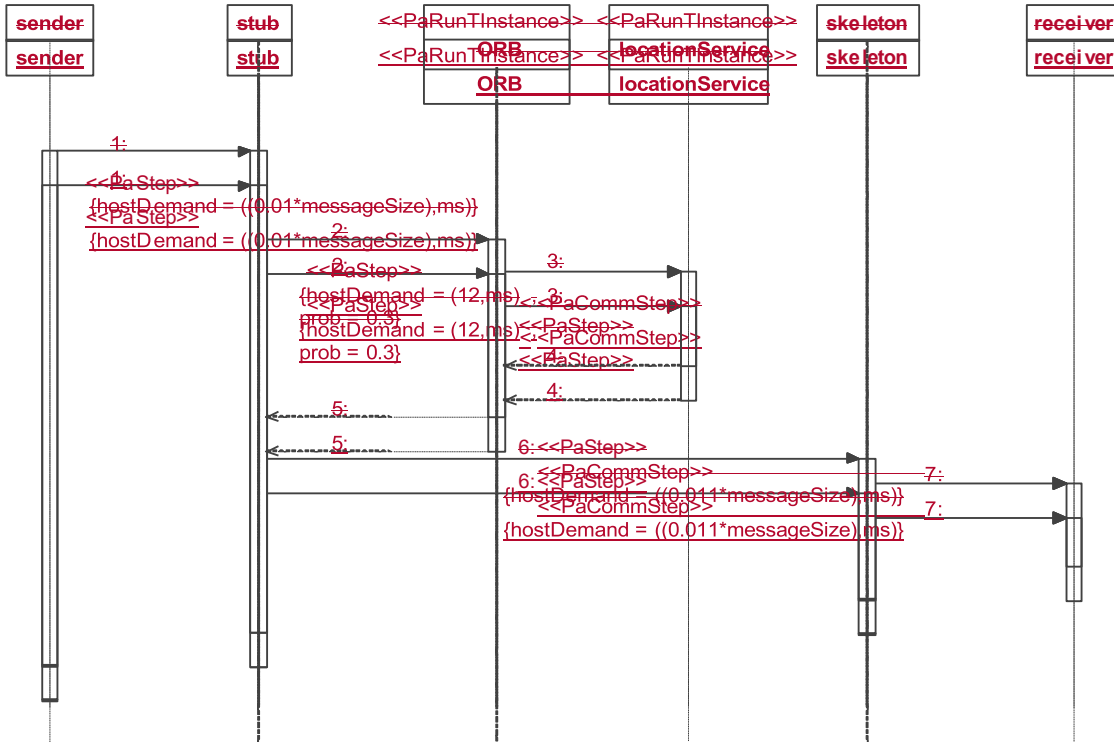 sender
stub
<<PaRunTInstance>> <<PaRunTInstance>>
skeleton
receiver
ORB
locationService
<<PaRunTInstance>> <<PaRunTInstance>>
sender
stub
skeleton
receiver
ORB
locationService
1:
1:
<<PaStep>>
{hostDemand = ((0.01*messageSize),ms)}
<<PaStep>>
{hostDemand = ((0.01*messageSize),ms)}
2:
2:
<<PaStep>>
{hostDemand = (12,ms) ,
prob = 0.3}
<<PaStep>>
{hostDemand = (12,ms) ,
prob = 0.3}
3:
3:
<<PaCommStep>>
<<PaStep>>
<<PaCommStep>>
<<PaStep>>
4:
4:
5:
5:
6:<<PaStep>>
<<PaCommStep>>
{hostDemand = ((0.011*messageSize),ms)}
6:<<PaStep>>
<<PaCommStep>>
{hostDemand = ((0.011*messageSize),ms)}
7:
7: